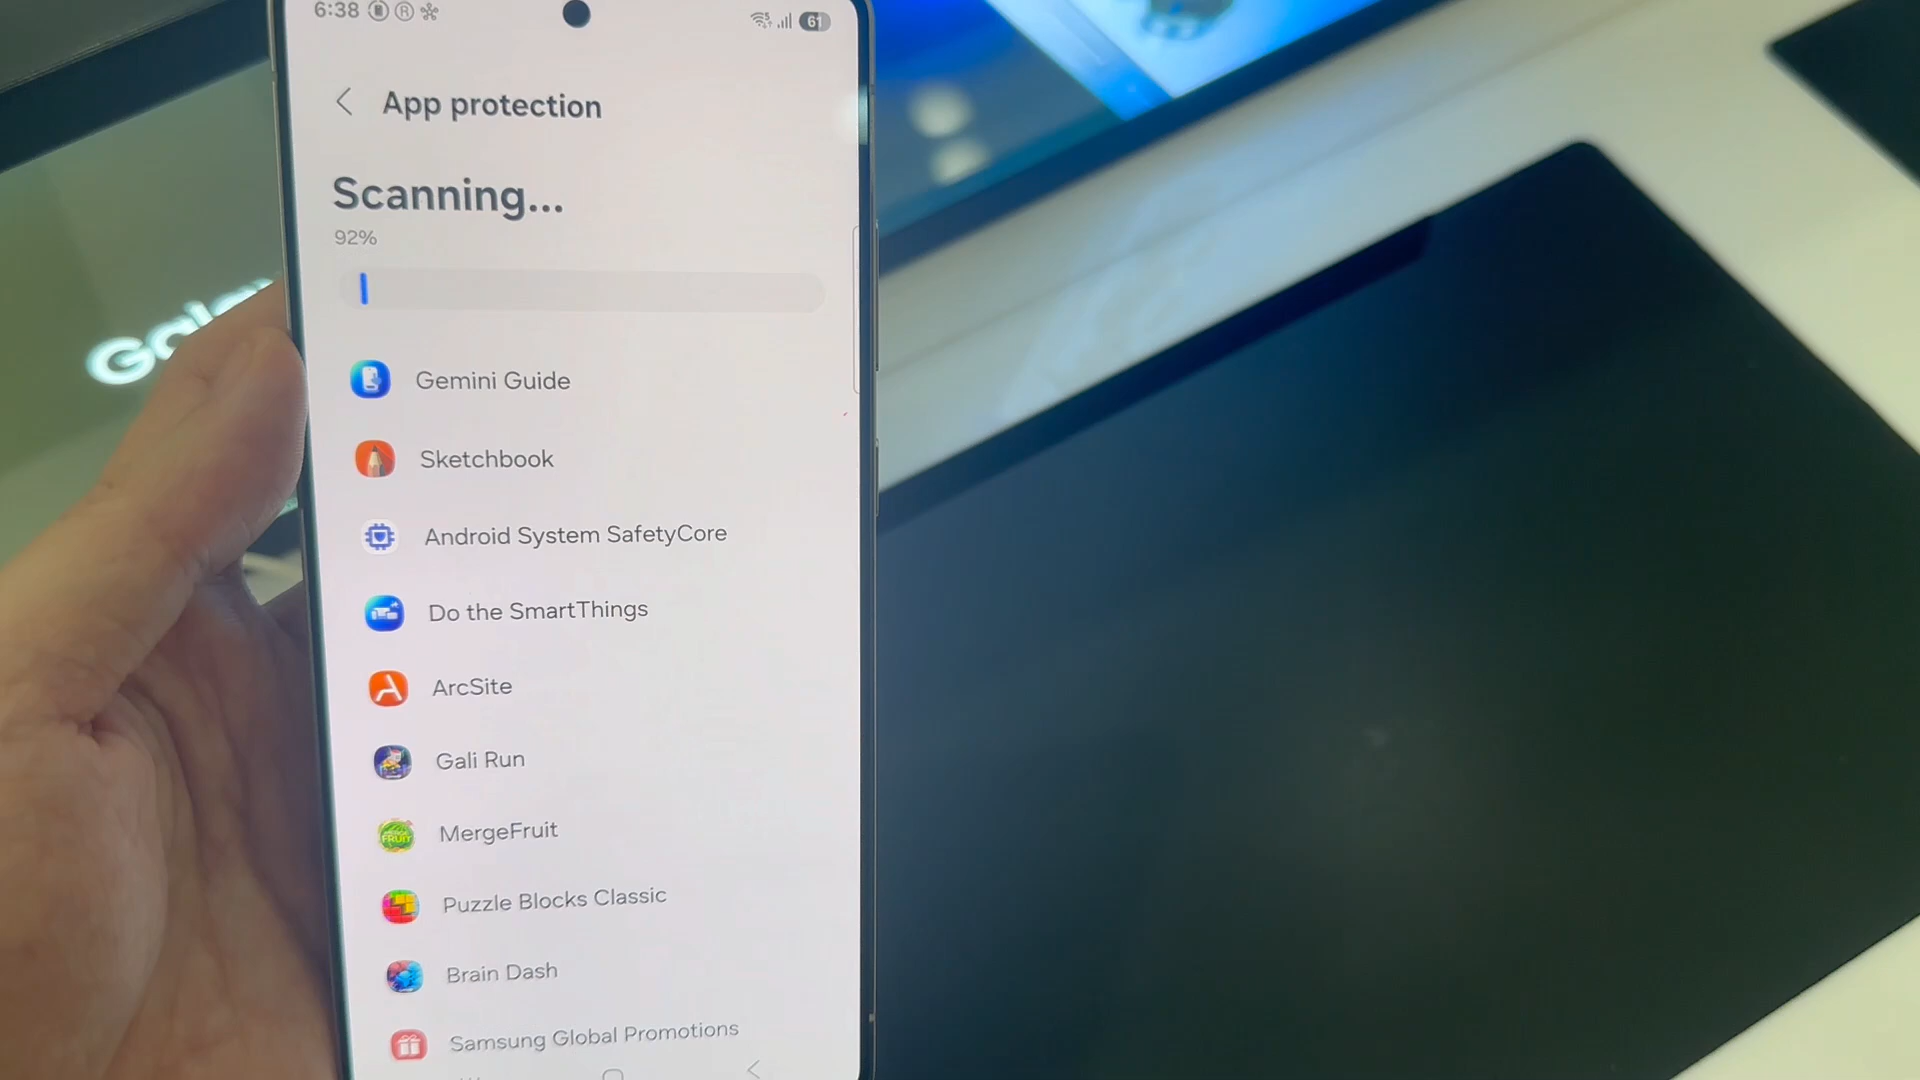 6:38
61
App protection
Scanning...
92%
Gemini Guide
Sketchbook
Android System SafetyCore
Do the SmartThings
ArcSite
Gali Run
MergeFruit
Puzzle Blocks Classic
Brain Dash
Samsung Global Promotions